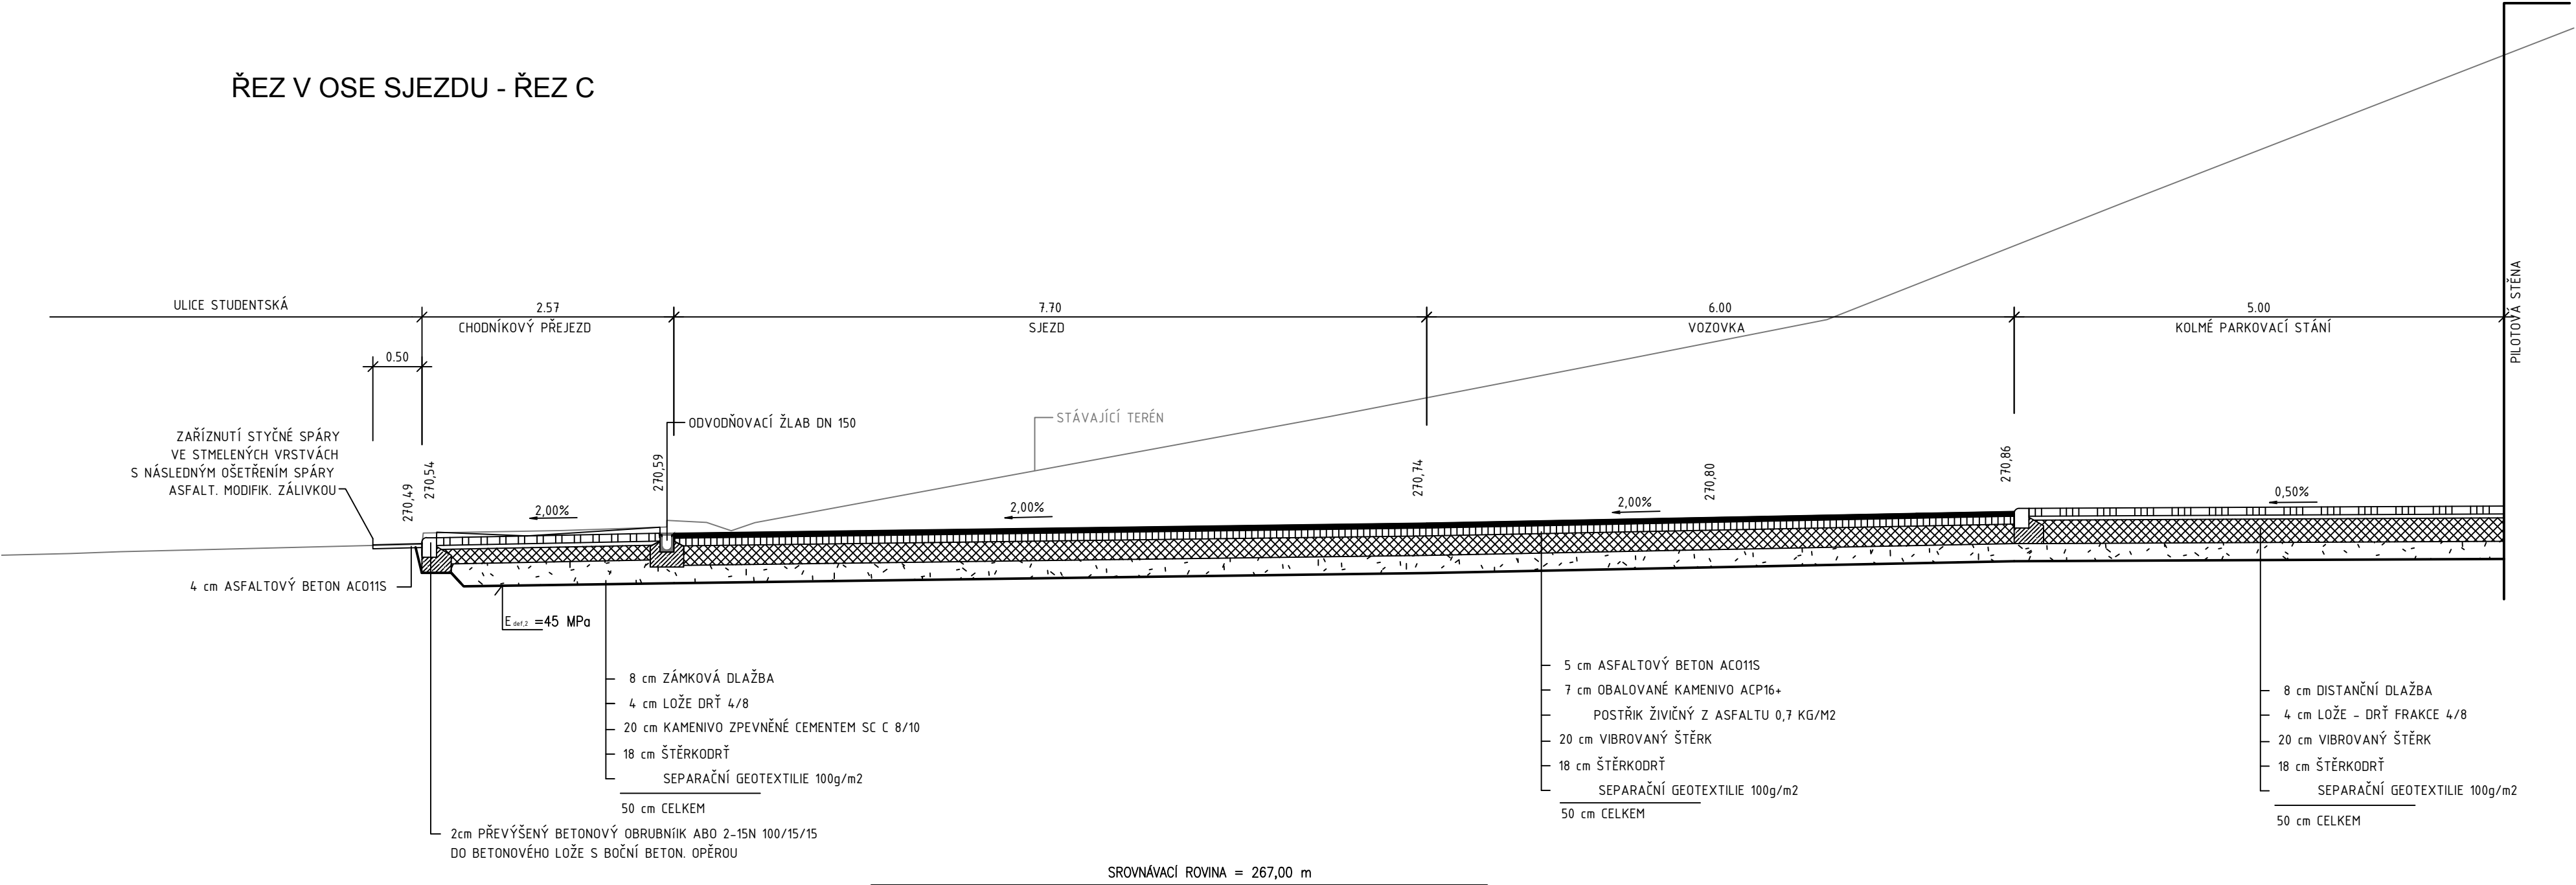 ŘEZ V OSE SJEZDU - ŘEZ C
PILOTOVÁ STĚNA
ULICE STUDENTSKÁ
2.57
CHODNÍKOVÝ PŘEJEZD
7.70
SJEZD
6.00
VOZOVKA
5.00
KOLMÉ PARKOVACÍ STÁNÍ
0.50
ODVODŇOVACÍ ŽLAB DN 150
STÁVAJÍCÍ TERÉN
ZAŘÍZNUTÍ STYČNÉ SPÁRY
VE STMELENÝCH VRSTVÁCH
S NÁSLEDNÝM OŠETŘENÍM SPÁRY
ASFALT. MODIFIK. ZÁLIVKOU
270,49
270,54
270,59
270,74
270,80
270,86
2,00%
2,00%
2,00%
0,50%
4 cm ASFALTOVÝ BETON ACO11S
E def,2 =45 MPa
8 cm ZÁMKOVÁ DLAŽBA
4 cm LOŽE DRŤ 4/8
20 cm KAMENIVO ZPEVNĚNÉ CEMENTEM SC C 8/10
18 cm ŠTĚRKODRŤ
SEPARAČNÍ GEOTEXTILIE 100g/m2
50 cm CELKEM
2cm PŘEVÝŠENÝ BETONOVÝ OBRUBNÍIK ABO 2-15N 100/15/15
DO BETONOVÉHO LOŽE S BOČNÍ BETON. OPĚROU
5 cm ASFALTOVÝ BETON ACO11S
7 cm OBALOVANÉ KAMENIVO ACP16+
POSTŘIK ŽIVIČNÝ Z ASFALTU 0,7 KG/M2
20 cm VIBROVANÝ ŠTĚRK
18 cm ŠTĚRKODRŤ
SEPARAČNÍ GEOTEXTILIE 100g/m2
50 cm CELKEM
8 cm DISTANČNÍ DLAŽBA
4 cm LOŽE - DRŤ FRAKCE 4/8
20 cm VIBROVANÝ ŠTĚRK
18 cm ŠTĚRKODRŤ
SEPARAČNÍ GEOTEXTILIE 100g/m2
50 cm CELKEM
SROVNÁVACÍ ROVINA = 267,00 m